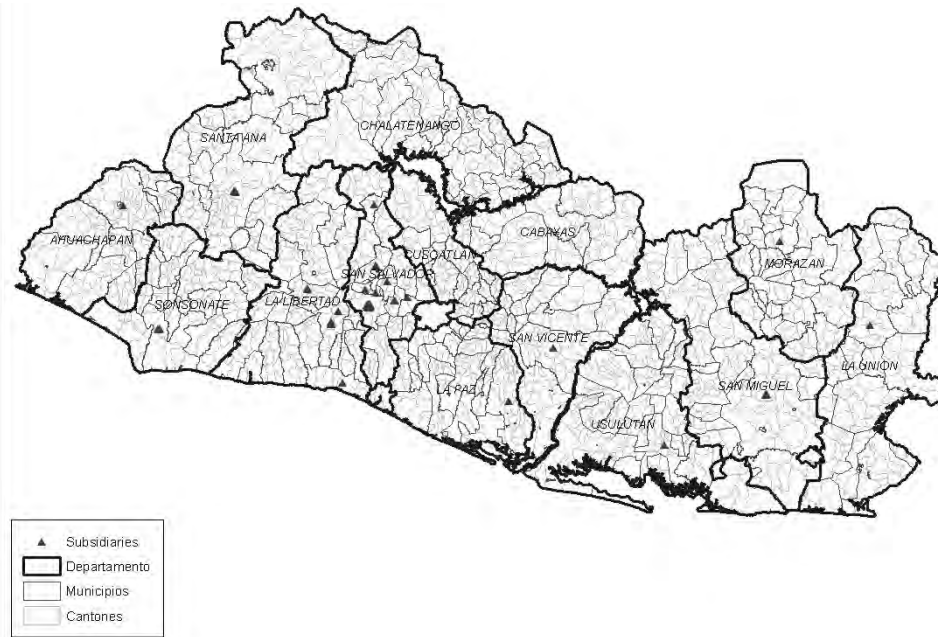 CHALATENANGO
SANTA ANA
CABAÑAS
AHUACHAPAN
CUSCATLAN
MORAZAN
SAN SALVADOR
SONSONATE
LA LIBERTAD
SAN VICENTE
LA UNION
SAN MIGUEL
LA PAZ
USULUTAN
Subsidiaries
Departamento
Municipios
Cantones